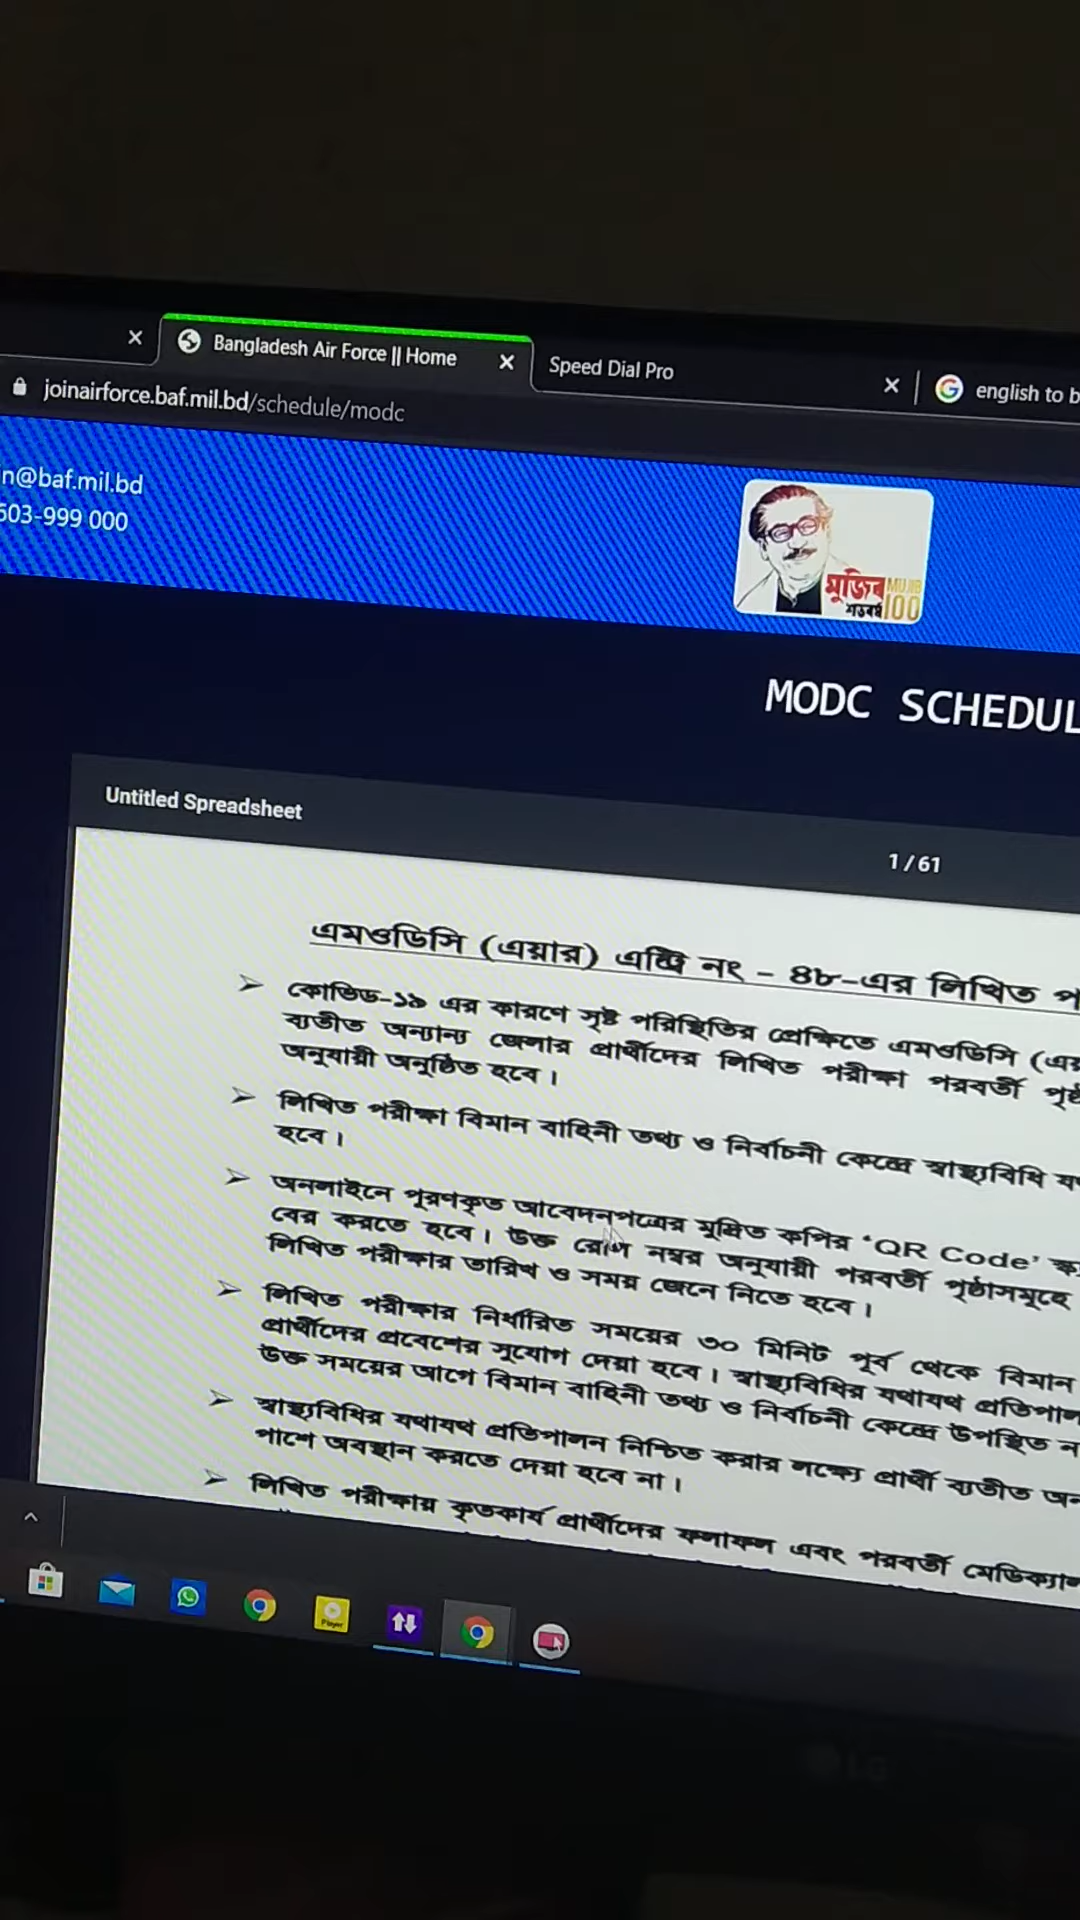 Bangladesh Air Force || Home
Speed Dial Pro
english to b
joinairforce.baf.mil.bd/schedule/modc
n@baf.mil.bd
603-999 000
মুজিব MUJIB
শতবর্ষ 100
MODC SCHEDUL
Untitled Spreadsheet
1 / 61
এমওডিসি (এয়ার) এন্ট্রি নং - ৪৮-এর লিখিত প
কোভিড-১৯ এর কারণে সৃষ্ট পরিস্থিতির প্রেক্ষিতে এমওডিসি (এয়
ব্যতীত অন্যান্য জেলার প্রার্থীদের লিখিত পরীক্ষা পরবর্তী পৃষ্ঠ
অনুযায়ী অনুষ্ঠিত হবে।
লিখিত পরীক্ষা বিমান বাহিনী তথ্য ও নির্বাচনী কেন্দ্রে স্বাস্থ্যবিধি যথ
হবে।
অনলাইনে পূরণকৃত আবেদনপত্রের মুদ্রিত কপির ‘QR Code’ স্ক
বের করতে হবে। উক্ত রোল নম্বর অনুযায়ী পরবর্তী পৃষ্ঠাসমূহে
লিখিত পরীক্ষার তারিখ ও সময় জেনে নিতে হবে।
লিখিত পরীক্ষার নির্ধারিত সময়ের ৩০ মিনিট পূর্ব থেকে বিমান
প্রার্থীদের প্রবেশের সুযোগ দেয়া হবে। স্বাস্থ্যবিধির যথাযথ প্রতিপাল
উক্ত সময়ের আগে বিমান বাহিনী তথ্য ও নির্বাচনী কেন্দ্রে উপস্থিত ন
স্বাস্থ্যবিধির যথাযথ প্রতিপালন নিশ্চিত করার লক্ষ্যে প্রার্থী ব্যতীত অন
পাশে অবস্থান করতে দেয়া হবে না।
লিখিত পরীক্ষায় কৃতকার্য প্রার্থীদের ফলাফল এবং পরবর্তী মেডিক্যাল
Player
LG